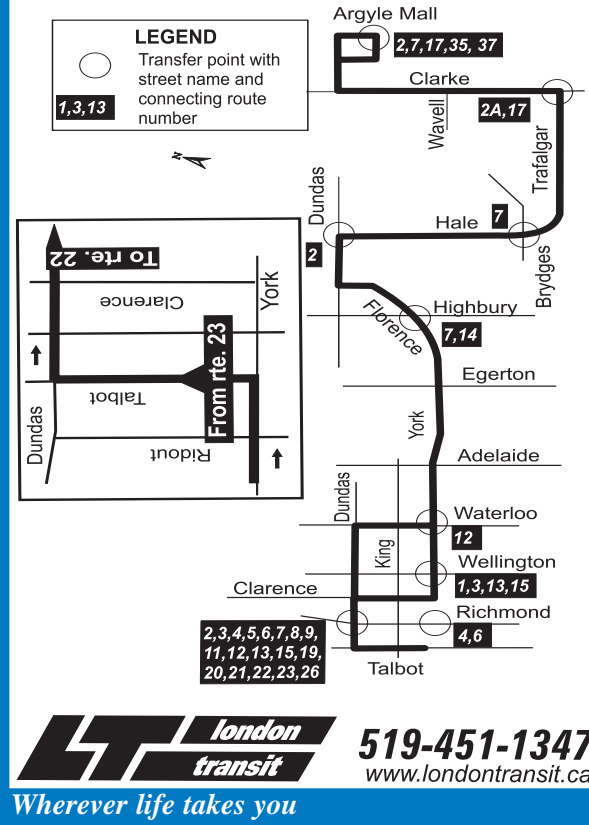 Argyle Mall
2,7,17,35, 37
LEGEND
Transfer point with
street name and
connecting route
number
1,3,13
N
Clarke
2A,17
Wavell
Trafalgar
Dundas
Hale
7
2
Brydges
Florence
Highbury
7,14
Egerton
York
Adelaide
Dundas
King
Waterloo
12
Wellington
1,3,13,15
Clarence
Richmond
4,6
2,3,4,5,6,7,8,9,
11,12,13,15,19,
20,21,22,23,26
Talbot
To rte. 22
Clarence
York
From rte. 23
Talbot
Dundas
Ridout
LT london
transit
519-451-1347
www.londontransit.ca
Wherever life takes you